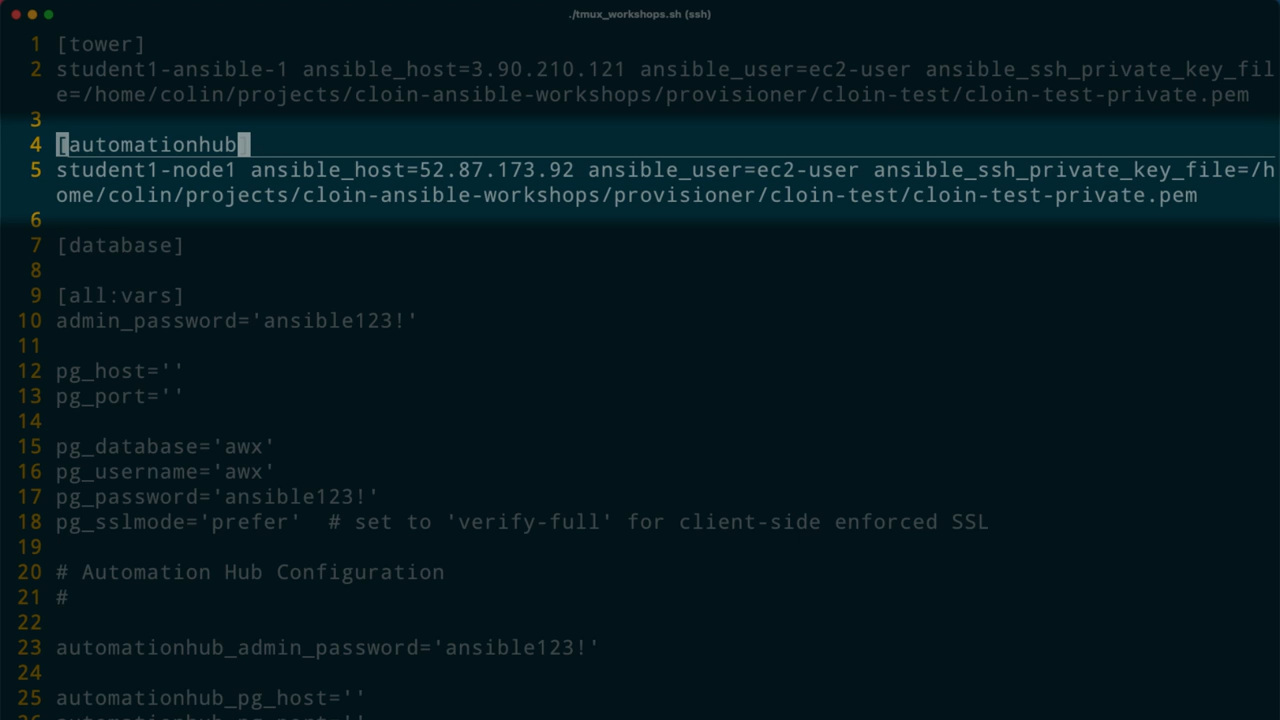 ./tmux_workshops.sh (ssh)
1 [tower]
2 student1-ansible-1 ansible_host=3.90.210.121 ansible_user=ec2-user ansible_ssh_private_key_fil
e=/home/colin/projects/cloin-ansible-workshops/provisioner/cloin-test/cloin-test-private.pem
3
4 [automationhub]
5 student1-node1 ansible_host=52.87.173.92 ansible_user=ec2-user ansible_ssh_private_key_file=/h
ome/colin/projects/cloin-ansible-workshops/provisioner/cloin-test/cloin-test-private.pem
6
7 [database]
8
9 [all:vars]
10 admin_password='ansible123!'
11
12 pg_host=''
13 pg_port=''
14
15 pg_database='awx'
16 pg_username='awx'
17 pg_password='ansible123!'
18 pg_sslmode='prefer'  # set to 'verify-full' for client-side enforced SSL
19
20 # Automation Hub Configuration
21 #
22
23 automationhub_admin_password='ansible123!'
24
25 automationhub_pg_host=''
26 automationhub_pg_port=''